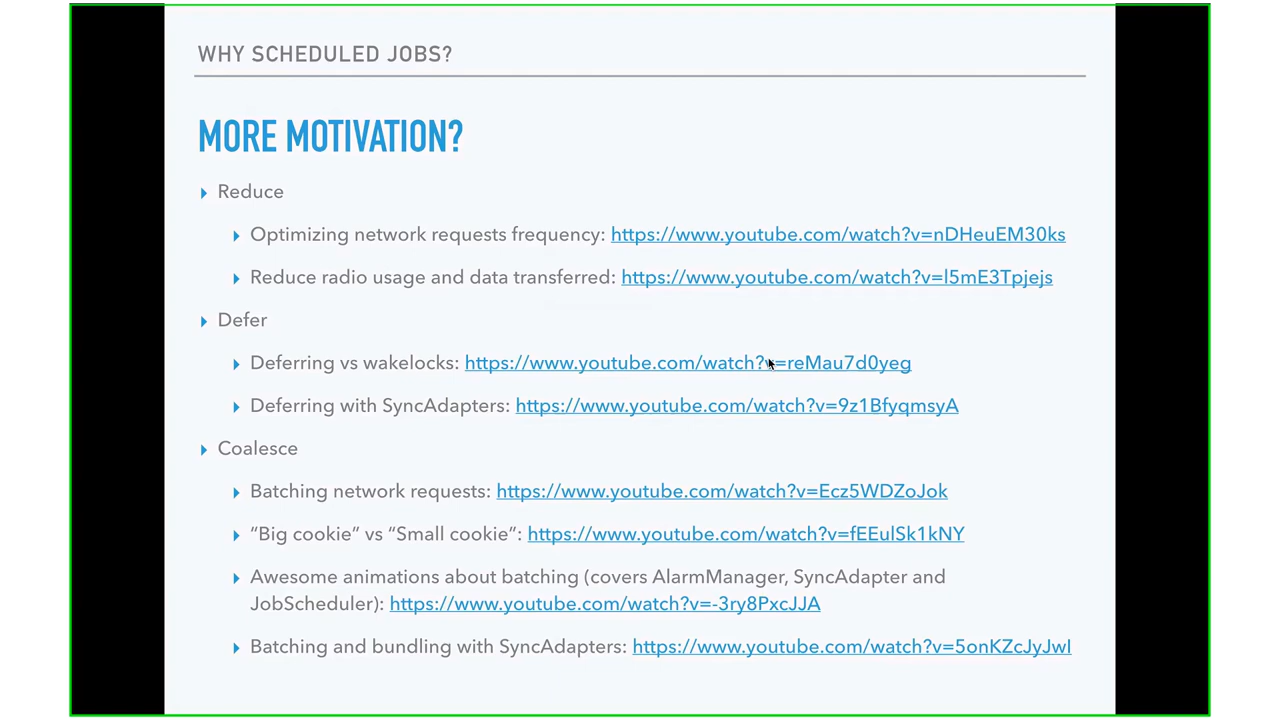 WHY SCHEDULED JOBS?
MORE MOTIVATION?
Reduce
Optimizing network requests frequency: https://www.youtube.com/watch?v=nDHeuEM30ks
Reduce radio usage and data transferred: https://www.youtube.com/watch?v=l5mE3Tpjejs
Defer
Deferring vs wakelocks: https://www.youtube.com/watch?v=reMau7d0yeg
Deferring with SyncAdapters: https://www.youtube.com/watch?v=9z1BfyqmsyA
Coalesce
Batching network requests: https://www.youtube.com/watch?v=Ecz5WDZoJok
“Big cookie” vs “Small cookie”: https://www.youtube.com/watch?v=fEEulSk1kNY
Awesome animations about batching (covers AlarmManager, SyncAdapter and
JobScheduler): https://www.youtube.com/watch?v=-3ry8PxcJJA
Batching and bundling with SyncAdapters: https://www.youtube.com/watch?v=5onKZcJyJwI